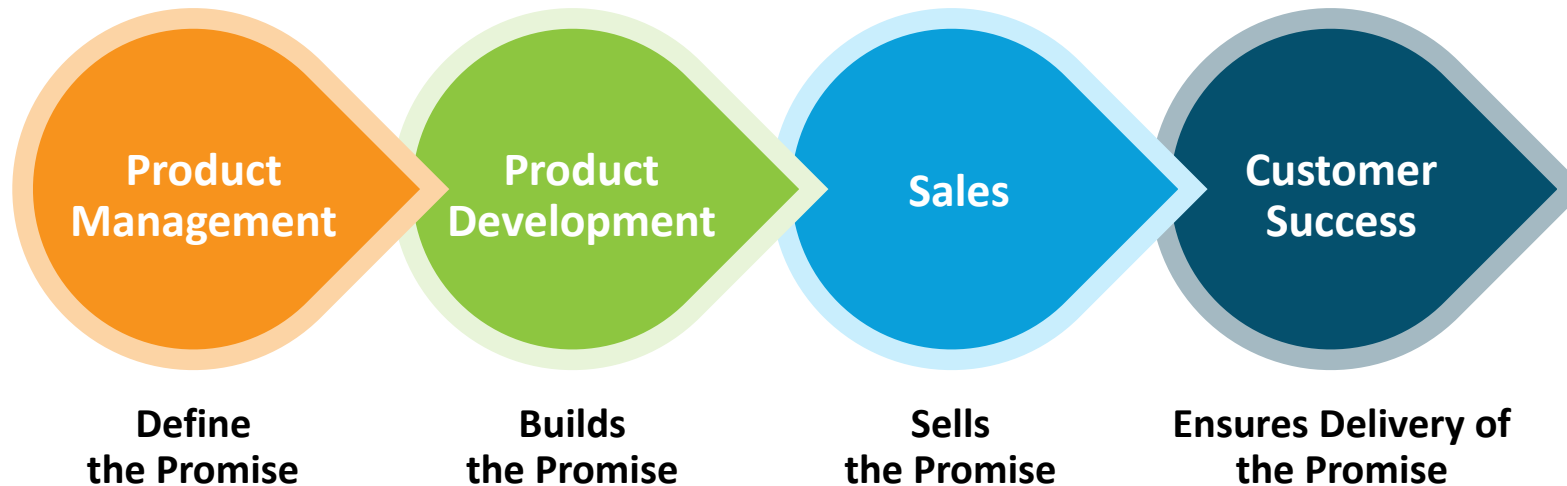 Product
Management
Product
Development
Sales
Customer
Success
Define
the Promise
Builds
the Promise
Sells
the Promise
Ensures Delivery of
the Promise